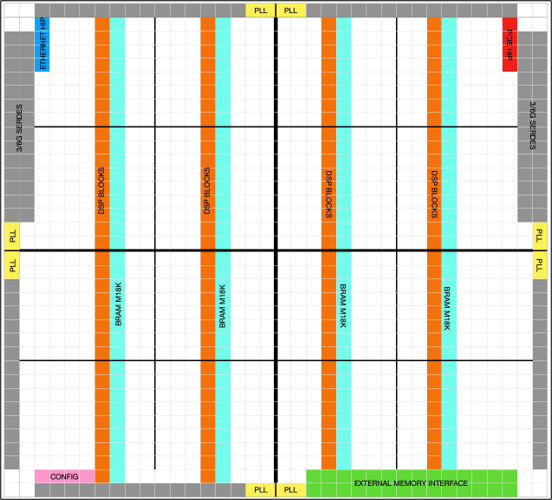 PLL
PLL
ETHERNET HIP
PCIE HIP
3/6G SERDES
3/6G SERDES
DSP BLOCKS
DSP BLOCKS
DSP BLOCKS
DSP BLOCKS
PLL
PLL
PLL
PLL
BRAM M18K
BRAM M18K
BRAM M18K
BRAM M18K
CONFIG
EXTERNAL MEMORY INTERFACE
PLL
PLL